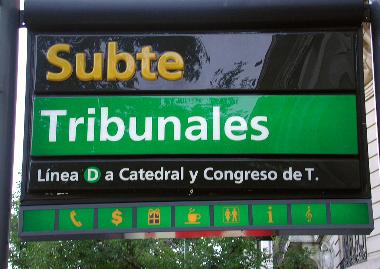 Subte
Tribunales
Línea D a Catedral y Congreso de T.
$ i